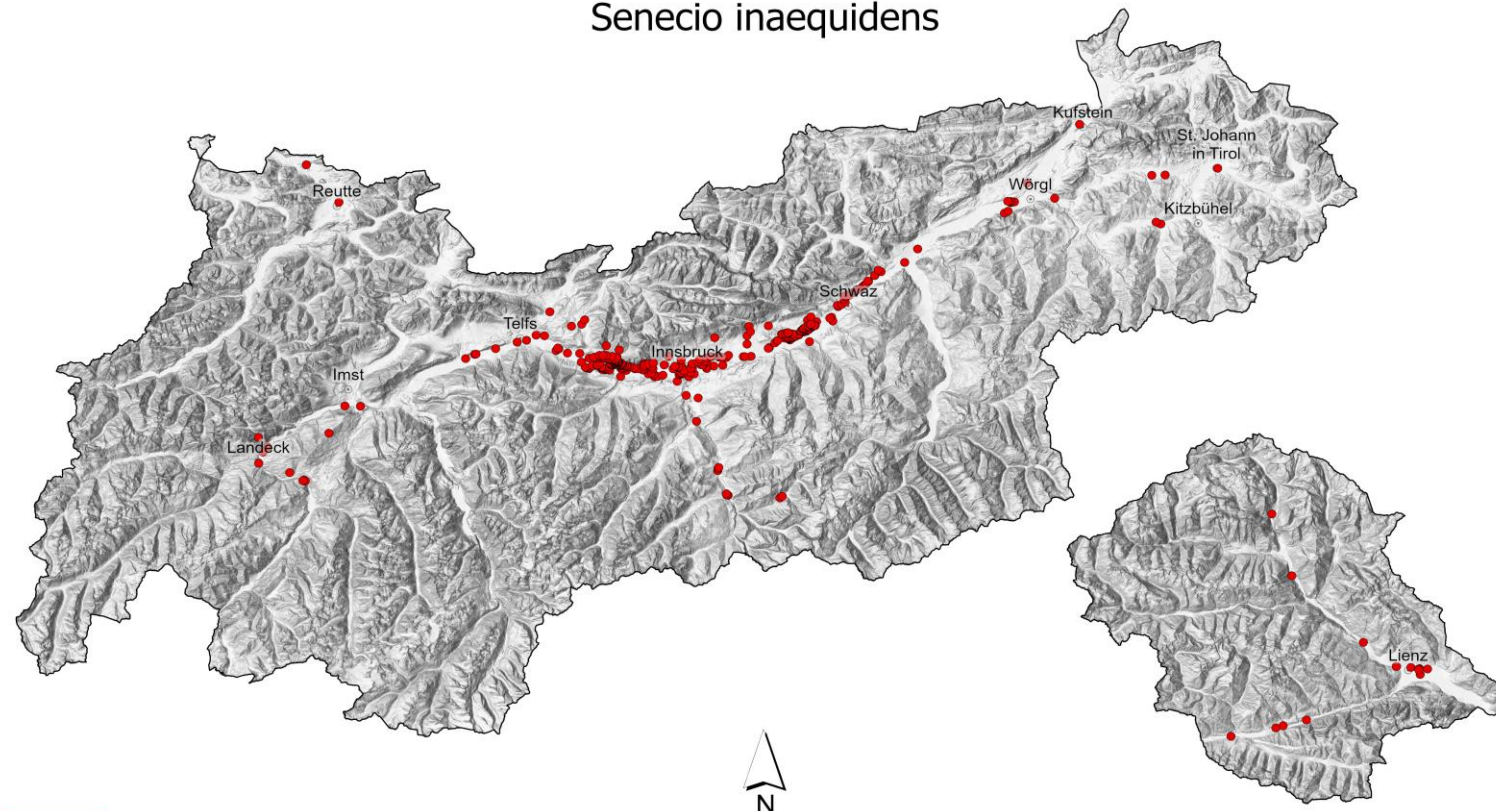 Senecio inaequidens
Kufstein
St. Johann
in Tirol
Reutte
Wörgl
Kitzbühel
Schwaz
Telfs
Innsbruck
Imst
Landeck
Lienz
N